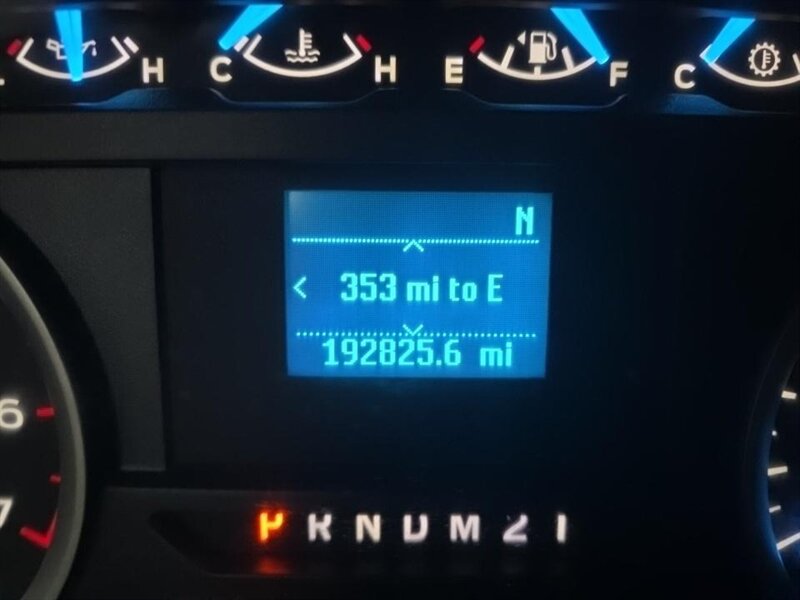 L H C H E F C
N
353 mi to E
192825.6 mi
6
7
P R N D M 2 1